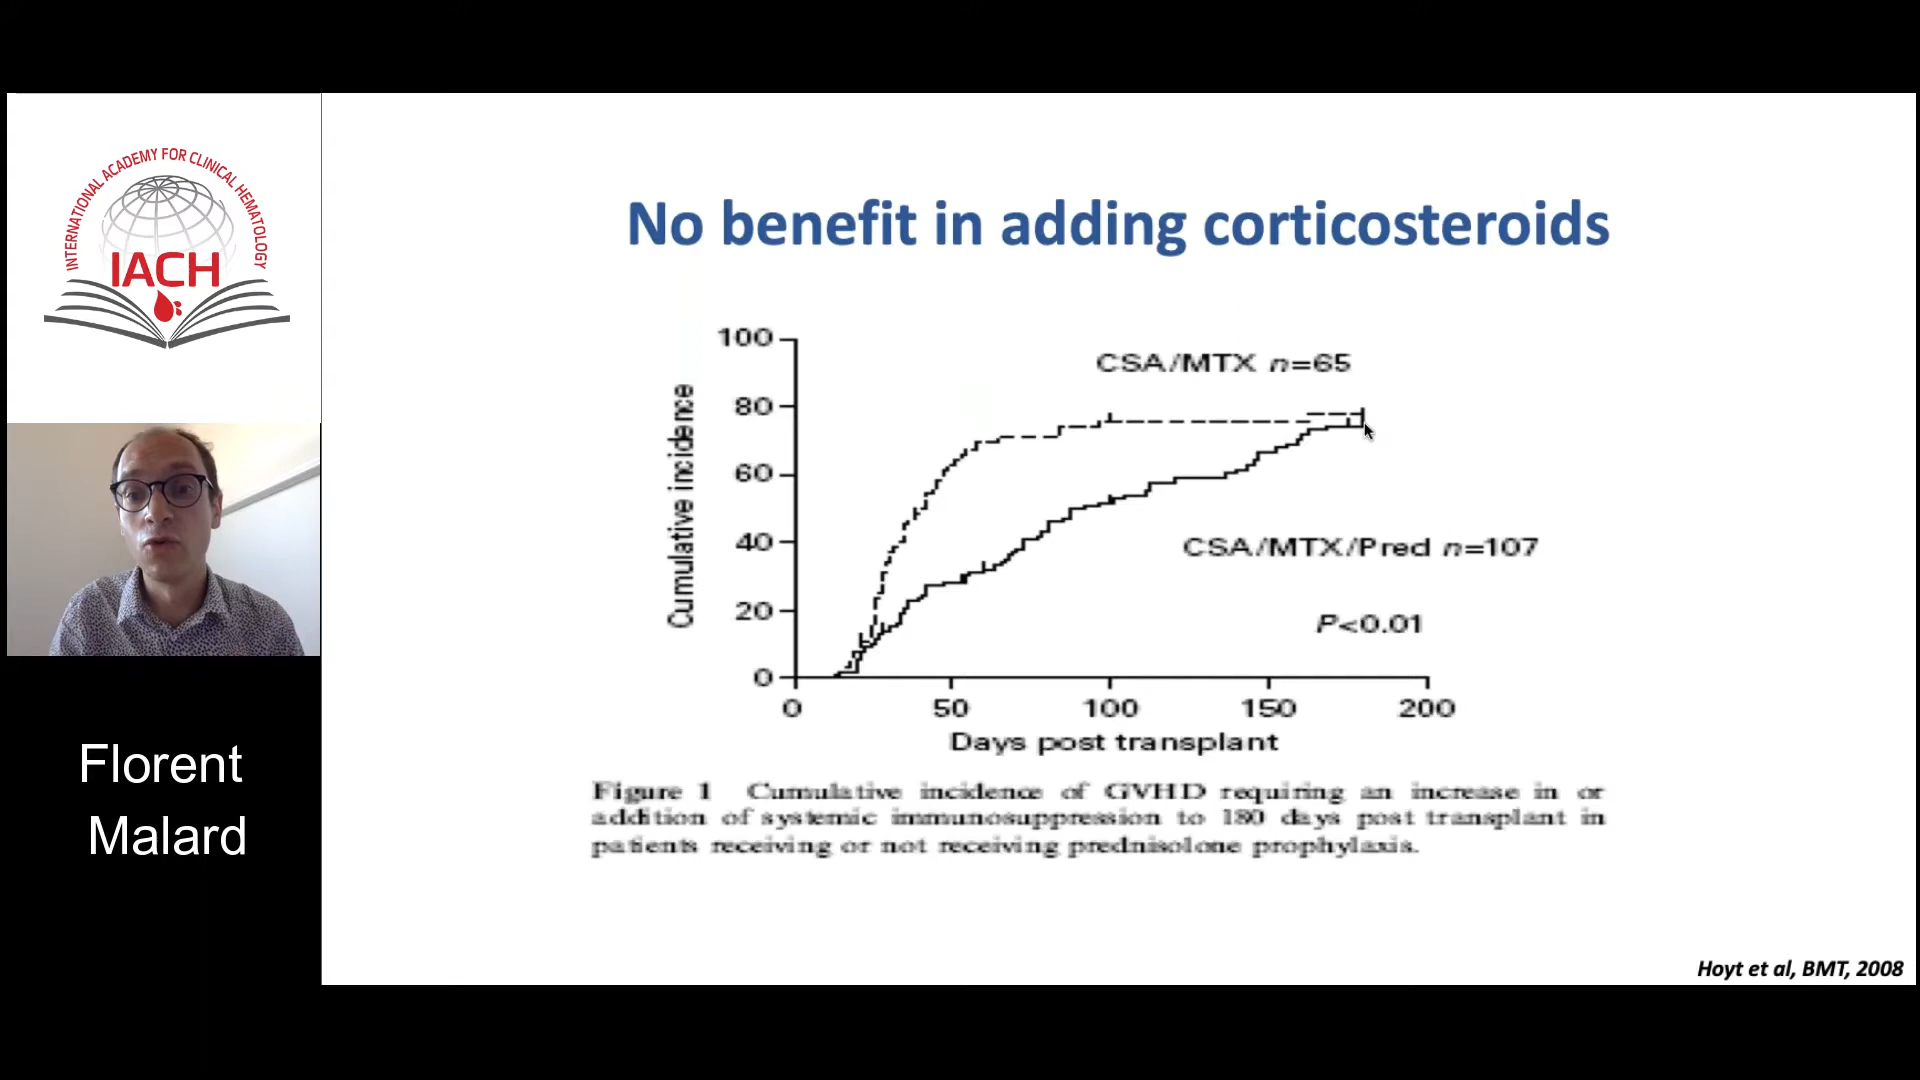 INTERNATIONAL ACADEMY FOR CLINICAL HEMATOLOGY
IACH
Florent
Malard
No benefit in adding corticosteroids
100
80
60
40
20
0
Cumulative incidence
CSA/MTX n=65
CSA/MTX/Pred n=107
P<0.01
0 50 100 150 200
Days post transplant
Figure 1 Cumulative incidence of GVHD requiring an increase in or
addition of systemic immunosuppression to 180 days post transplant in
patients receiving or not receiving prednisolone prophylaxis.
Hoyt et al, BMT, 2008